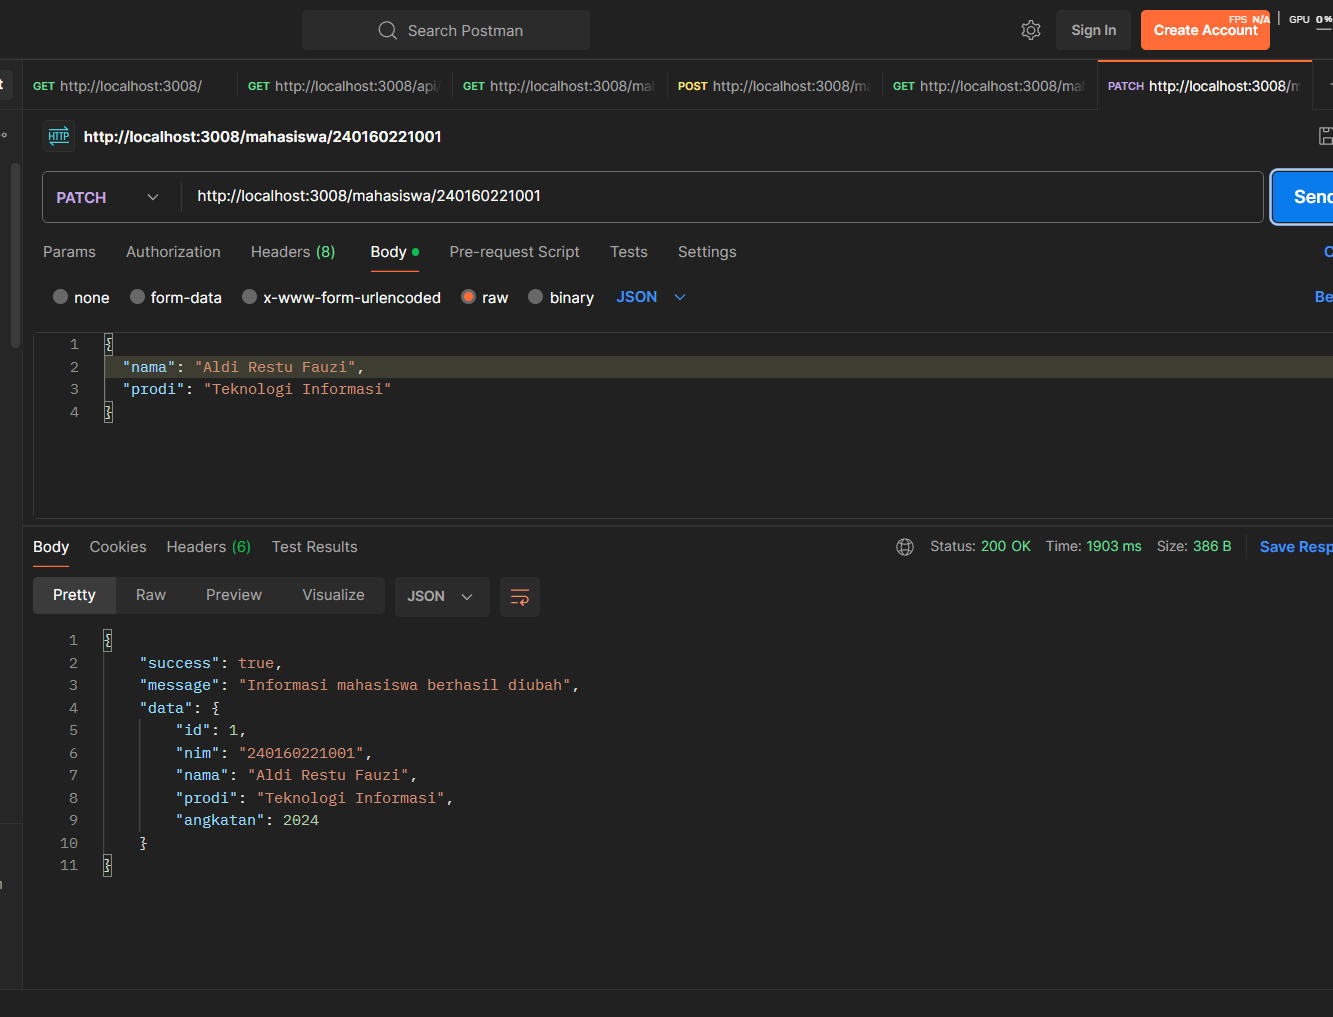 Search Postman
Sign In
Create Account
FPS N/A
GPU 0%
t
GET http://localhost:3008/
GET http://localhost:3008/api/
GET http://localhost:3008/mah
POST http://localhost:3008/ma
GET http://localhost:3008/mah
PATCH http://localhost:3008/m
HTTP http://localhost:3008/mahasiswa/240160221001
PATCH http://localhost:3008/mahasiswa/240160221001 Send
Params Authorization Headers (8) Body Pre-request Script Tests Settings C
none form-data x-www-form-urlencoded raw binary JSON Be
1 {
2 "nama": "Aldi Restu Fauzi",
3 "prodi": "Teknologi Informasi"
4 }
Body Cookies Headers (6) Test Results Status: 200 OK Time: 1903 ms Size: 386 B Save Resp
Pretty Raw Preview Visualize JSON
1 {
2 "success": true,
3 "message": "Informasi mahasiswa berhasil diubah",
4 "data": {
5 "id": 1,
6 "nim": "240160221001",
7 "nama": "Aldi Restu Fauzi",
8 "prodi": "Teknologi Informasi",
9 "angkatan": 2024
10 }
11 }